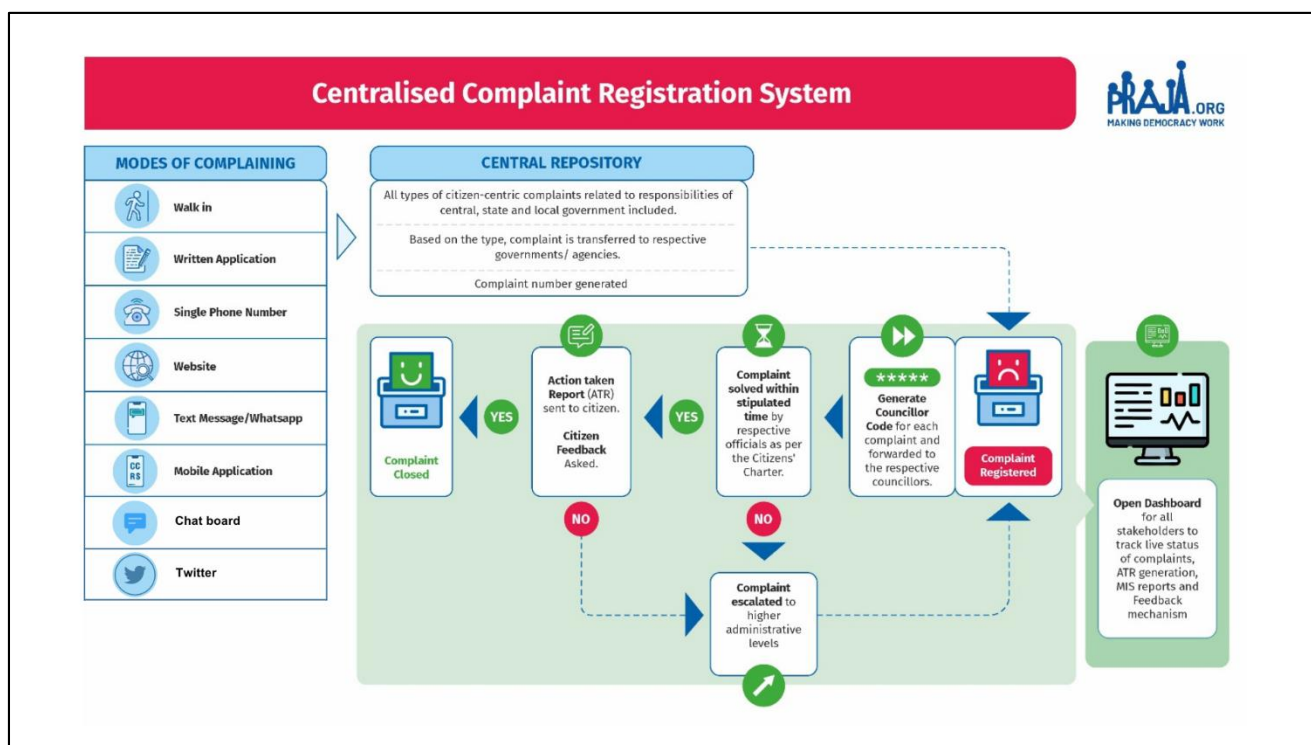 Centralised Complaint Registration System
PRAJA.ORG
MAKING DEMOCRACY WORK
MODES OF COMPLAINING
Walk in
Written Application
Single Phone Number
Website
Text Message/Whatsapp
CC
RS
Mobile Application
Chat board
Twitter
CENTRAL REPOSITORY
All types of citizen-centric complaints related to responsibilities of
central, state and local government included.
Based on the type, complaint is transferred to respective
governments/ agencies.
Complaint number generated
Complaint
Closed
YES
Action taken
Report (ATR)
sent to citizen.
Citizen
Feedback
Asked.
YES
Complaint
solved within
stipulated
time by
respective
officials as per
the Citizens'
Charter.
*****
Generate
Councillor
Code for each
complaint and
forwarded to
the respective
councillors.
Complaint
Registered
NO
NO
Complaint
escalated to
higher
administrative
levels
Open Dashboard
for all
stakeholders to
track live status
of complaints,
ATR generation,
MIS reports and
Feedback
mechanism